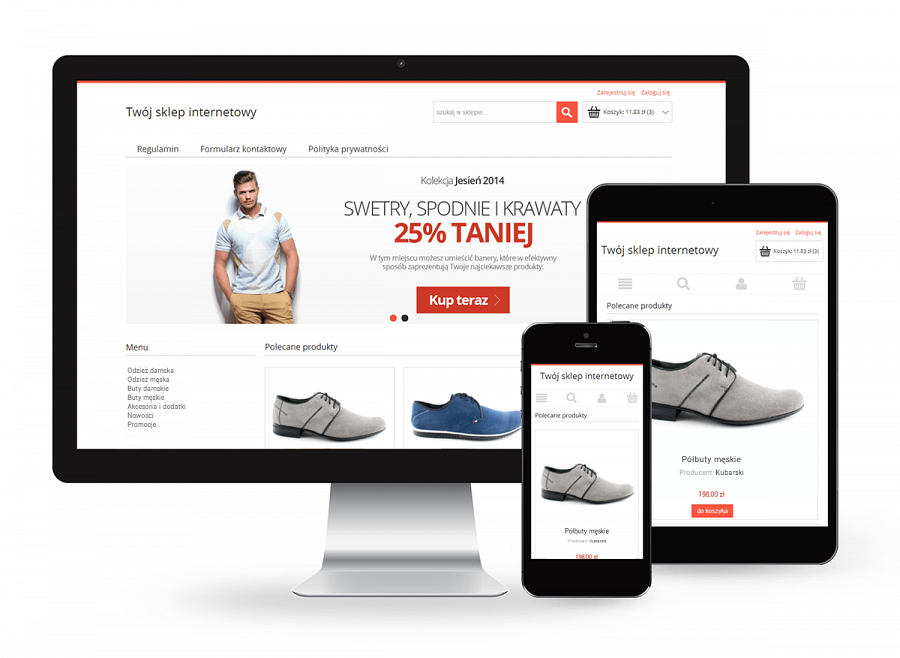 Zarejestruj się Zaloguj się
Twój sklep internetowy
szukaj w sklepie...
Koszyk: 11,83 zł (3)
Regulamin Formularz kontaktowy Polityka prywatności
Kolekcja Jesień 2014
SWETRY, SPODNIE I KRAWATY
25% TANIEJ
W tym miejscu możesz umieścić banery, które w efektywny
sposób zaprezentują Twoje najciekawsze produkty.
Kup teraz
Menu
Odzież damska
Odzież męska
Buty damskie
Buty męskie
Akcesoria i dodatki
Nowości
Promocje
Polecane produkty
Zarejestruj się Zaloguj się
Twój sklep internetowy
Koszyk: 11,83 zł (3)
Polecane produkty
Półbuty męskie
Producent: Kubarski
198,00 zł
do koszyka
Twój sklep internetowy
Polecane produkty
Półbuty męskie
Producent: Kubarski
198,00 zł